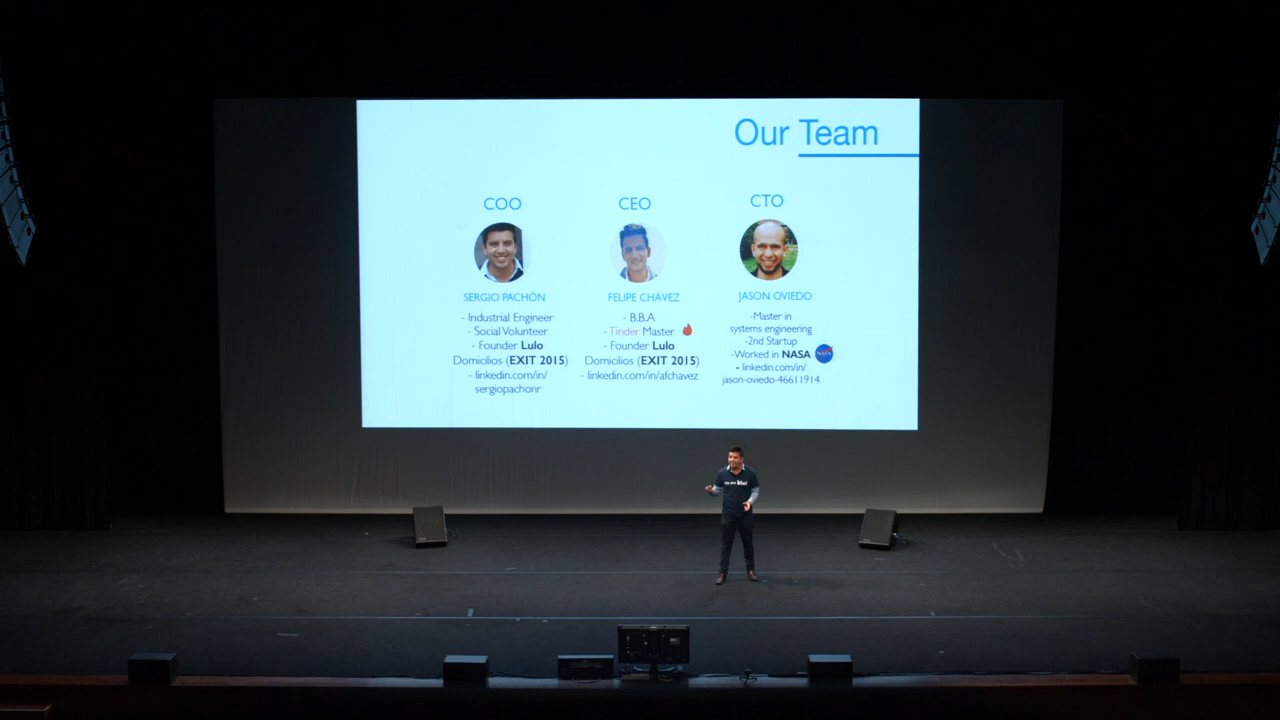 Our Team
COO
SERGIO PACHÓN
- Industrial Engineer
- Social Volunteer
- Founder Lulo
Domicilios (EXIT 2015)
- linkedin.com/in/
sergiopachonr
CEO
FELIPE CHÁVEZ
- B.B.A
- Tinder Master
- Founder Lulo
Domicilios (EXIT 2015)
- linkedin.com/in/afchavez
CTO
JASON OVIEDO
-Master in
systems engineering
-2nd Startup
-Worked in NASA
NASA
- linkedin.com/in/
jason-oviedo-46611914